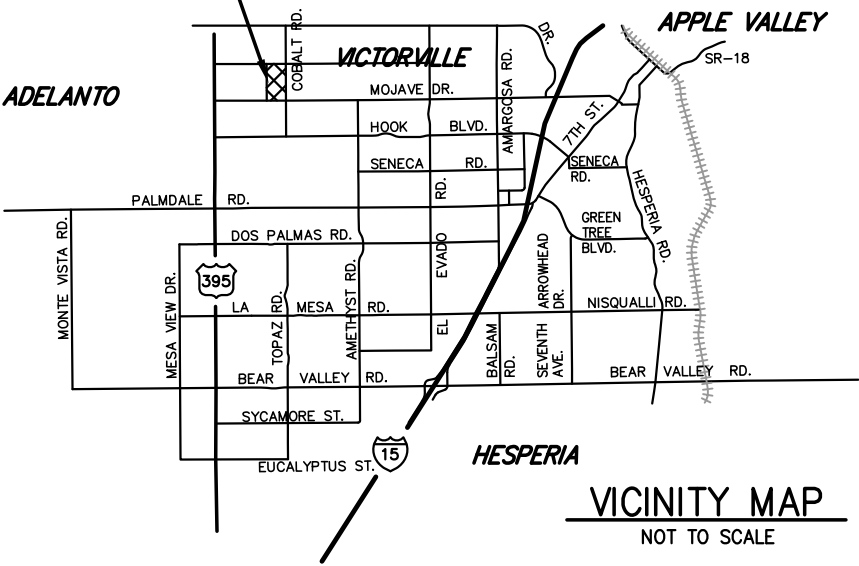 APPLE VALLEY
VICTORVILLE
ADELANTO
COBALT RD.
DR.
SR-18
MOJAVE DR.
AMARGOSA RD.
7TH ST.
HOOK BLVD.
SENECA RD.
SENECA
RD.
HESPERIA RD.
PALMDALE RD.
EL EVADO RD.
MONTE VISTA RD.
DOS PALMAS RD.
GREEN
TREE
BLVD.
MESA VIEW DR.
395
TOPAZ RD.
AMETHYST RD.
ARROWHEAD
DR.
LA MESA RD.
NISQUALLI RD.
BALSAM
RD.
SEVENTH
AVE.
BEAR VALLEY RD.
BEAR VALLEY RD.
SYCAMORE ST.
EUCALYPTUS ST.
15
HESPERIA
VICINITY MAP
NOT TO SCALE